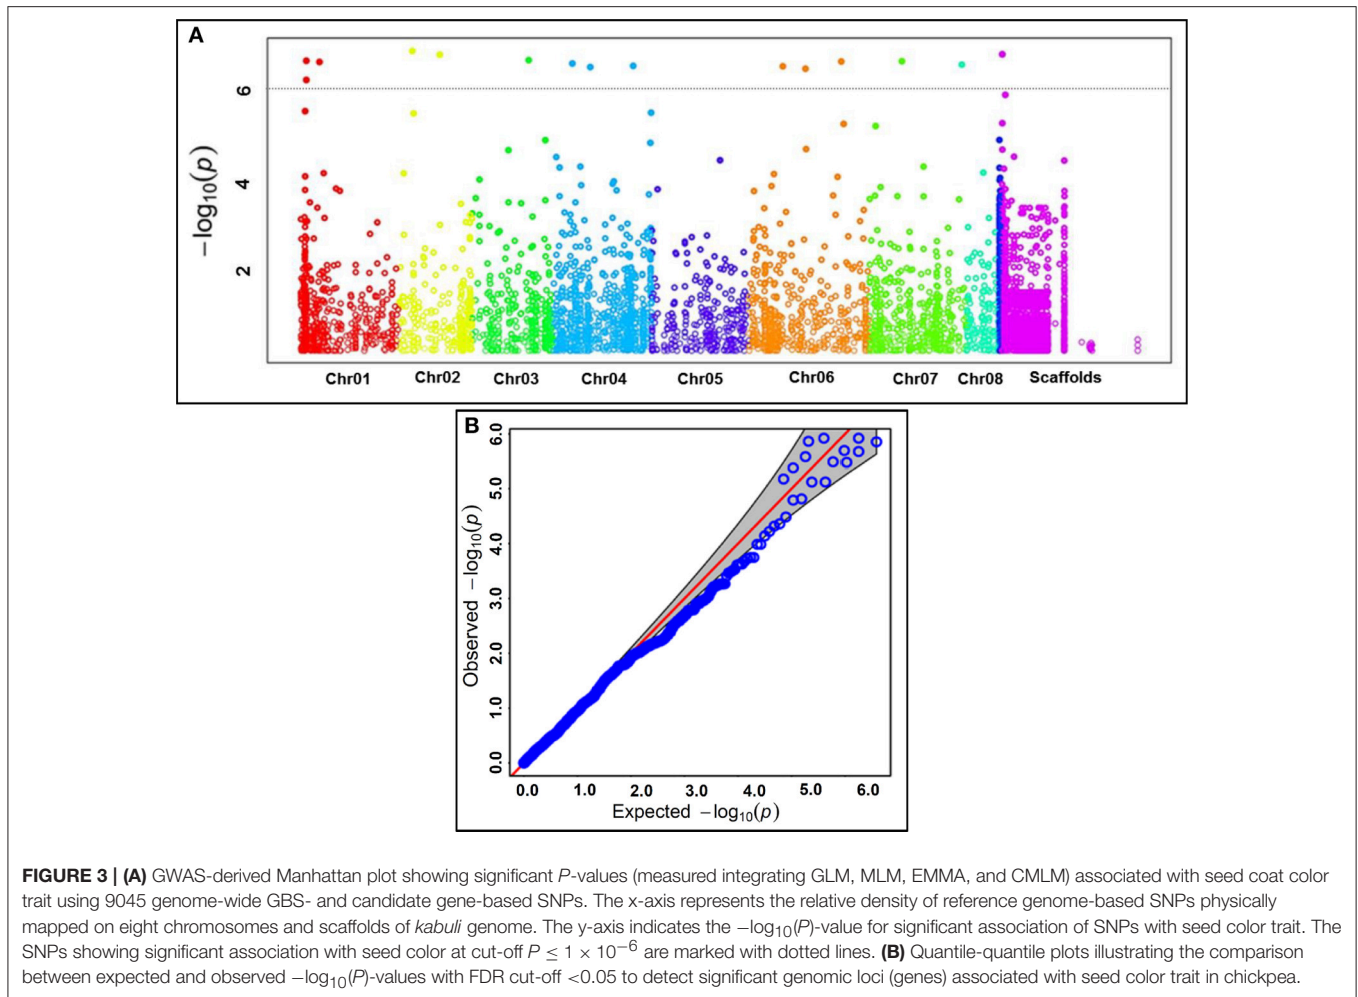 A
6
4
2
−log10(p)
Chr01 Chr02 Chr03 Chr04 Chr05 Chr06 Chr07 Chr08 Scaffolds
B
6.0
5.0
4.0
3.0
2.0
1.0
0.0
Observed −log10(p)
0.0 1.0 2.0 3.0 4.0 5.0 6.0
Expected −log10(p)
FIGURE 3 | (A) GWAS-derived Manhattan plot showing significant P-values (measured integrating GLM, MLM, EMMA, and CMLM) associated with seed coat color
trait using 9045 genome-wide GBS- and candidate gene-based SNPs. The x-axis represents the relative density of reference genome-based SNPs physically
mapped on eight chromosomes and scaffolds of kabuli genome. The y-axis indicates the −log10(P)-value for significant association of SNPs with seed color trait. The
SNPs showing significant association with seed color at cut-off P ≤ 1 × 10−6 are marked with dotted lines. (B) Quantile-quantile plots illustrating the comparison
between expected and observed −log10(P)-values with FDR cut-off <0.05 to detect significant genomic loci (genes) associated with seed color trait in chickpea.